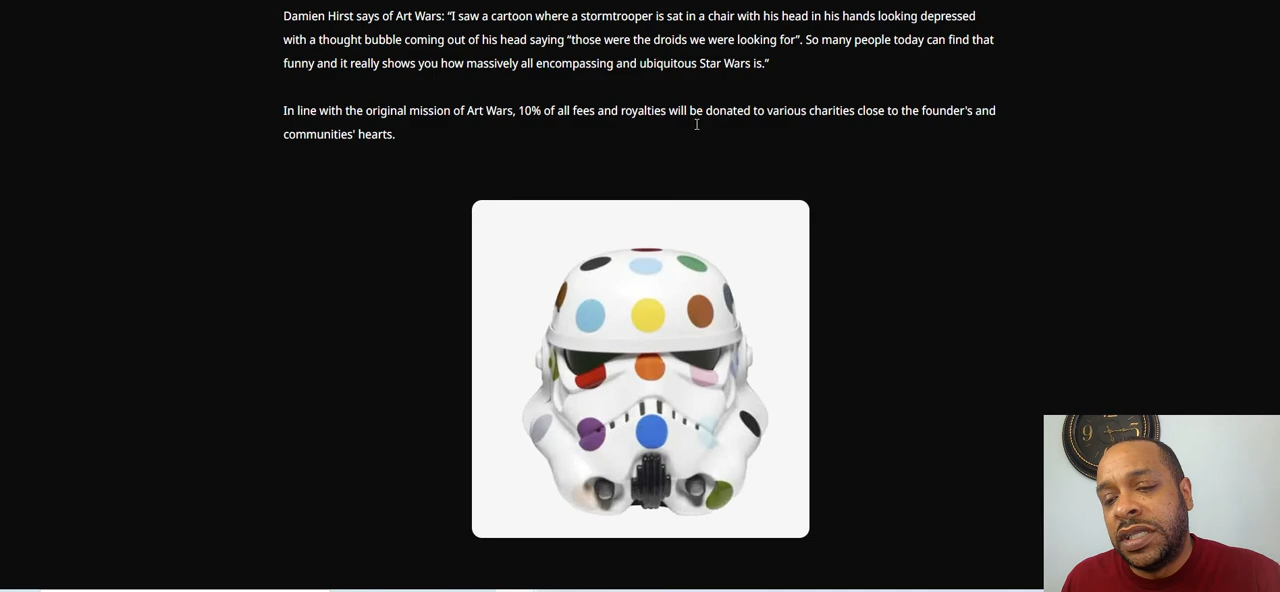 Damien Hirst says of Art Wars: “I saw a cartoon where a stormtrooper is sat in a chair with his head in his hands looking depressed
with a thought bubble coming out of his head saying “those were the droids we were looking for”. So many people today can find that
funny and it really shows you how massively all encompassing and ubiquitous Star Wars is.”
In line with the original mission of Art Wars, 10% of all fees and royalties will be donated to various charities close to the founder's and
communities' hearts.
9